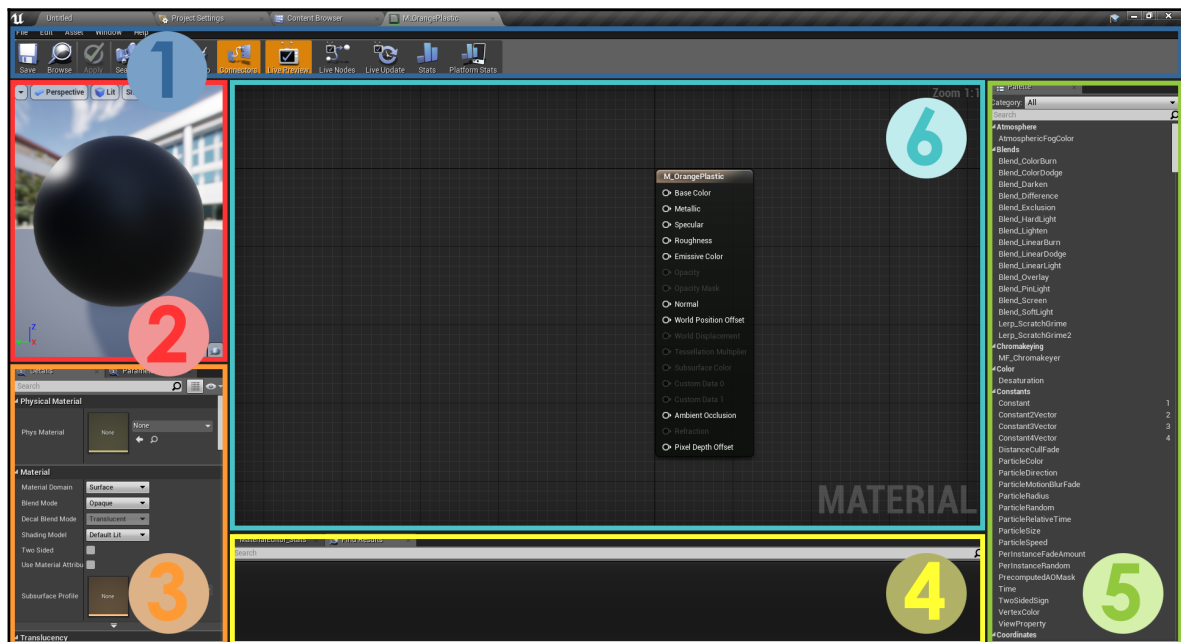 Untitled
Project Settings
Content Browser
M_OrangePlastic
File Edit Asset Window Help
1
Save
Browse
Apply
Connectors
Live Preview
Live Nodes
Live Update
Stats
Platform Stats
Perspective
Lit
2
Z
X
Details
Search
Physical Material
Phys Material
None
None
Material
Material Domain
Surface
Blend Mode
Opaque
Decal Blend Mode
Translucent
Shading Model
Default Lit
Two Sided
Use Material Attribu
Subsurface Profile
None
3
Translucency
Zoom 1:1
6
M_OrangePlastic
Base Color
Metallic
Specular
Roughness
Emissive Color
Opacity
Opacity Mask
Normal
World Position Offset
World Displacement
Tessellation Multiplier
Subsurface Color
Custom Data 0
Custom Data 1
Ambient Occlusion
Refraction
Pixel Depth Offset
MATERIAL
MaterialEditor_Stats
Find Results
Search
4
Palette
Category: All
Search
Atmosphere
AtmosphericFogColor
Blends
Blend_ColorBurn
Blend_ColorDodge
Blend_Darken
Blend_Difference
Blend_Exclusion
Blend_HardLight
Blend_Lighten
Blend_LinearBurn
Blend_LinearDodge
Blend_LinearLight
Blend_Overlay
Blend_PinLight
Blend_Screen
Blend_SoftLight
Lerp_ScratchGrime
Lerp_ScratchGrime2
Chromakeying
MF_Chromakeyer
Color
Desaturation
Constants
Constant 1
Constant2Vector 2
Constant3Vector 3
Constant4Vector 4
DistanceCullFade
ParticleColor
ParticleDirection
ParticleMotionBlurFade
ParticleRadius
ParticleRandom
ParticleRelativeTime
ParticleSize
ParticleSpeed
PerInstanceFadeAmount
PerInstanceRandom
PrecomputedAOMask
Time
TwoSidedSign
VertexColor
ViewProperty
Coordinates
5